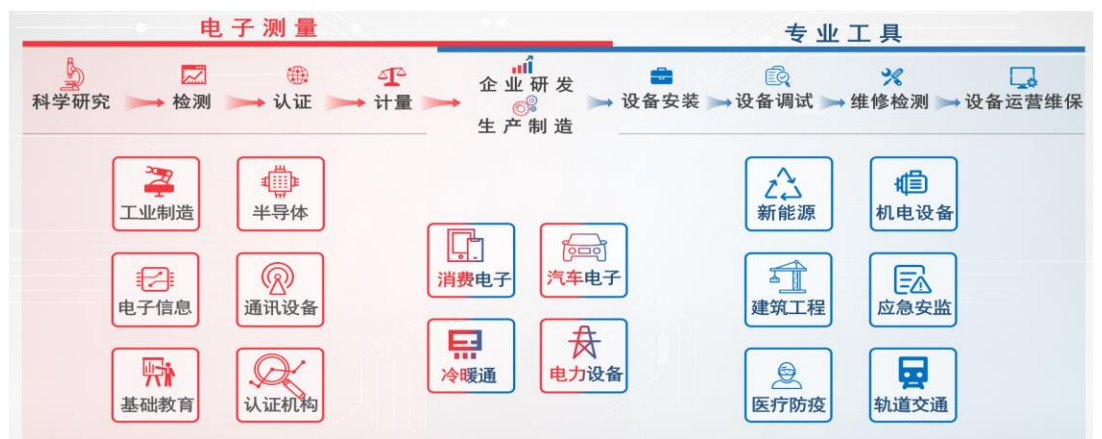 电子测量
专业工具
科学研究
检测
认证
计量
企业研发
生产制造
设备安装
设备调试
维修检测
设备运营维保
工业制造
半导体
消费电子
汽车电子
新能源
机电设备
电子信息
通讯设备
冷暖通
电力设备
建筑工程
应急安监
基础教育
认证机构
医疗防疫
轨道交通